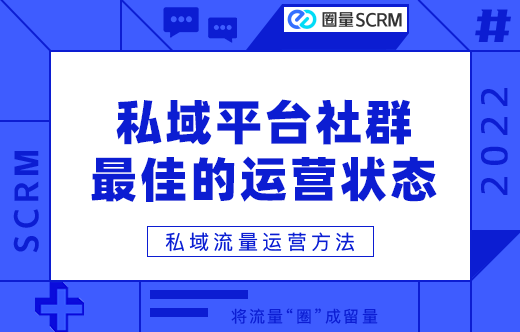 圈量SCRM
#
私域平台社群
最佳的运营状态
私域流量运营方法
SCRM
2022
将流量“圈”成留量